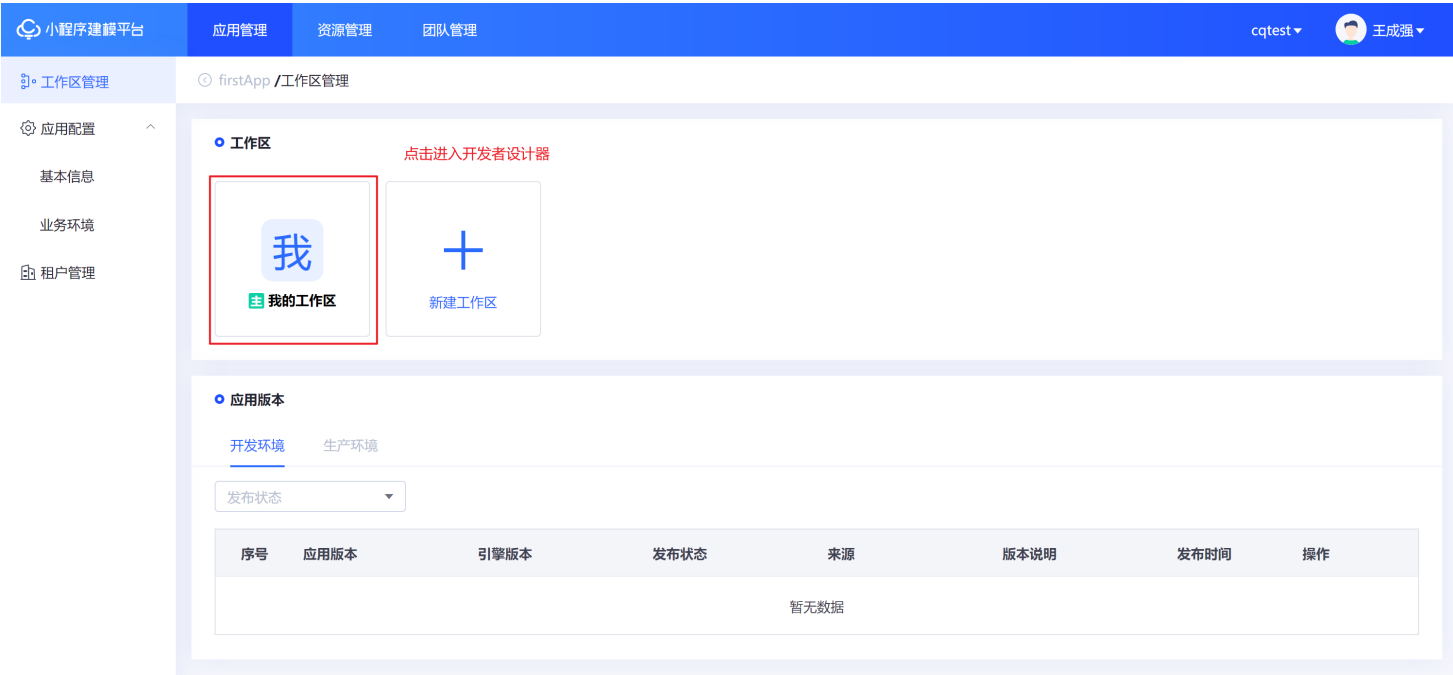 小程序建模平台 应用管理 资源管理 团队管理 cqtest 王成强
工作区管理
firstApp /工作区管理
应用配置
基本信息
业务环境
租户管理
工作区
点击进入开发者设计器
我
主 我的工作区
新建工作区
应用版本
开发环境 生产环境
发布状态
序号 应用版本 引擎版本 发布状态 来源 版本说明 发布时间 操作
暂无数据